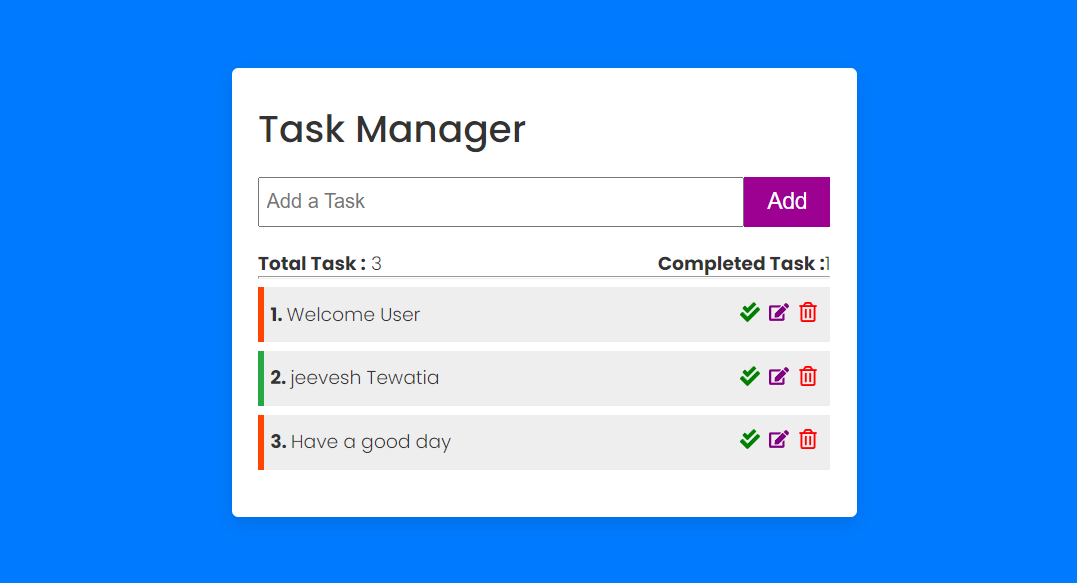 Task Manager
Add a Task Add
Total Task : 3 Completed Task :1
1. Welcome User
2. jeevesh Tewatia
3. Have a good day